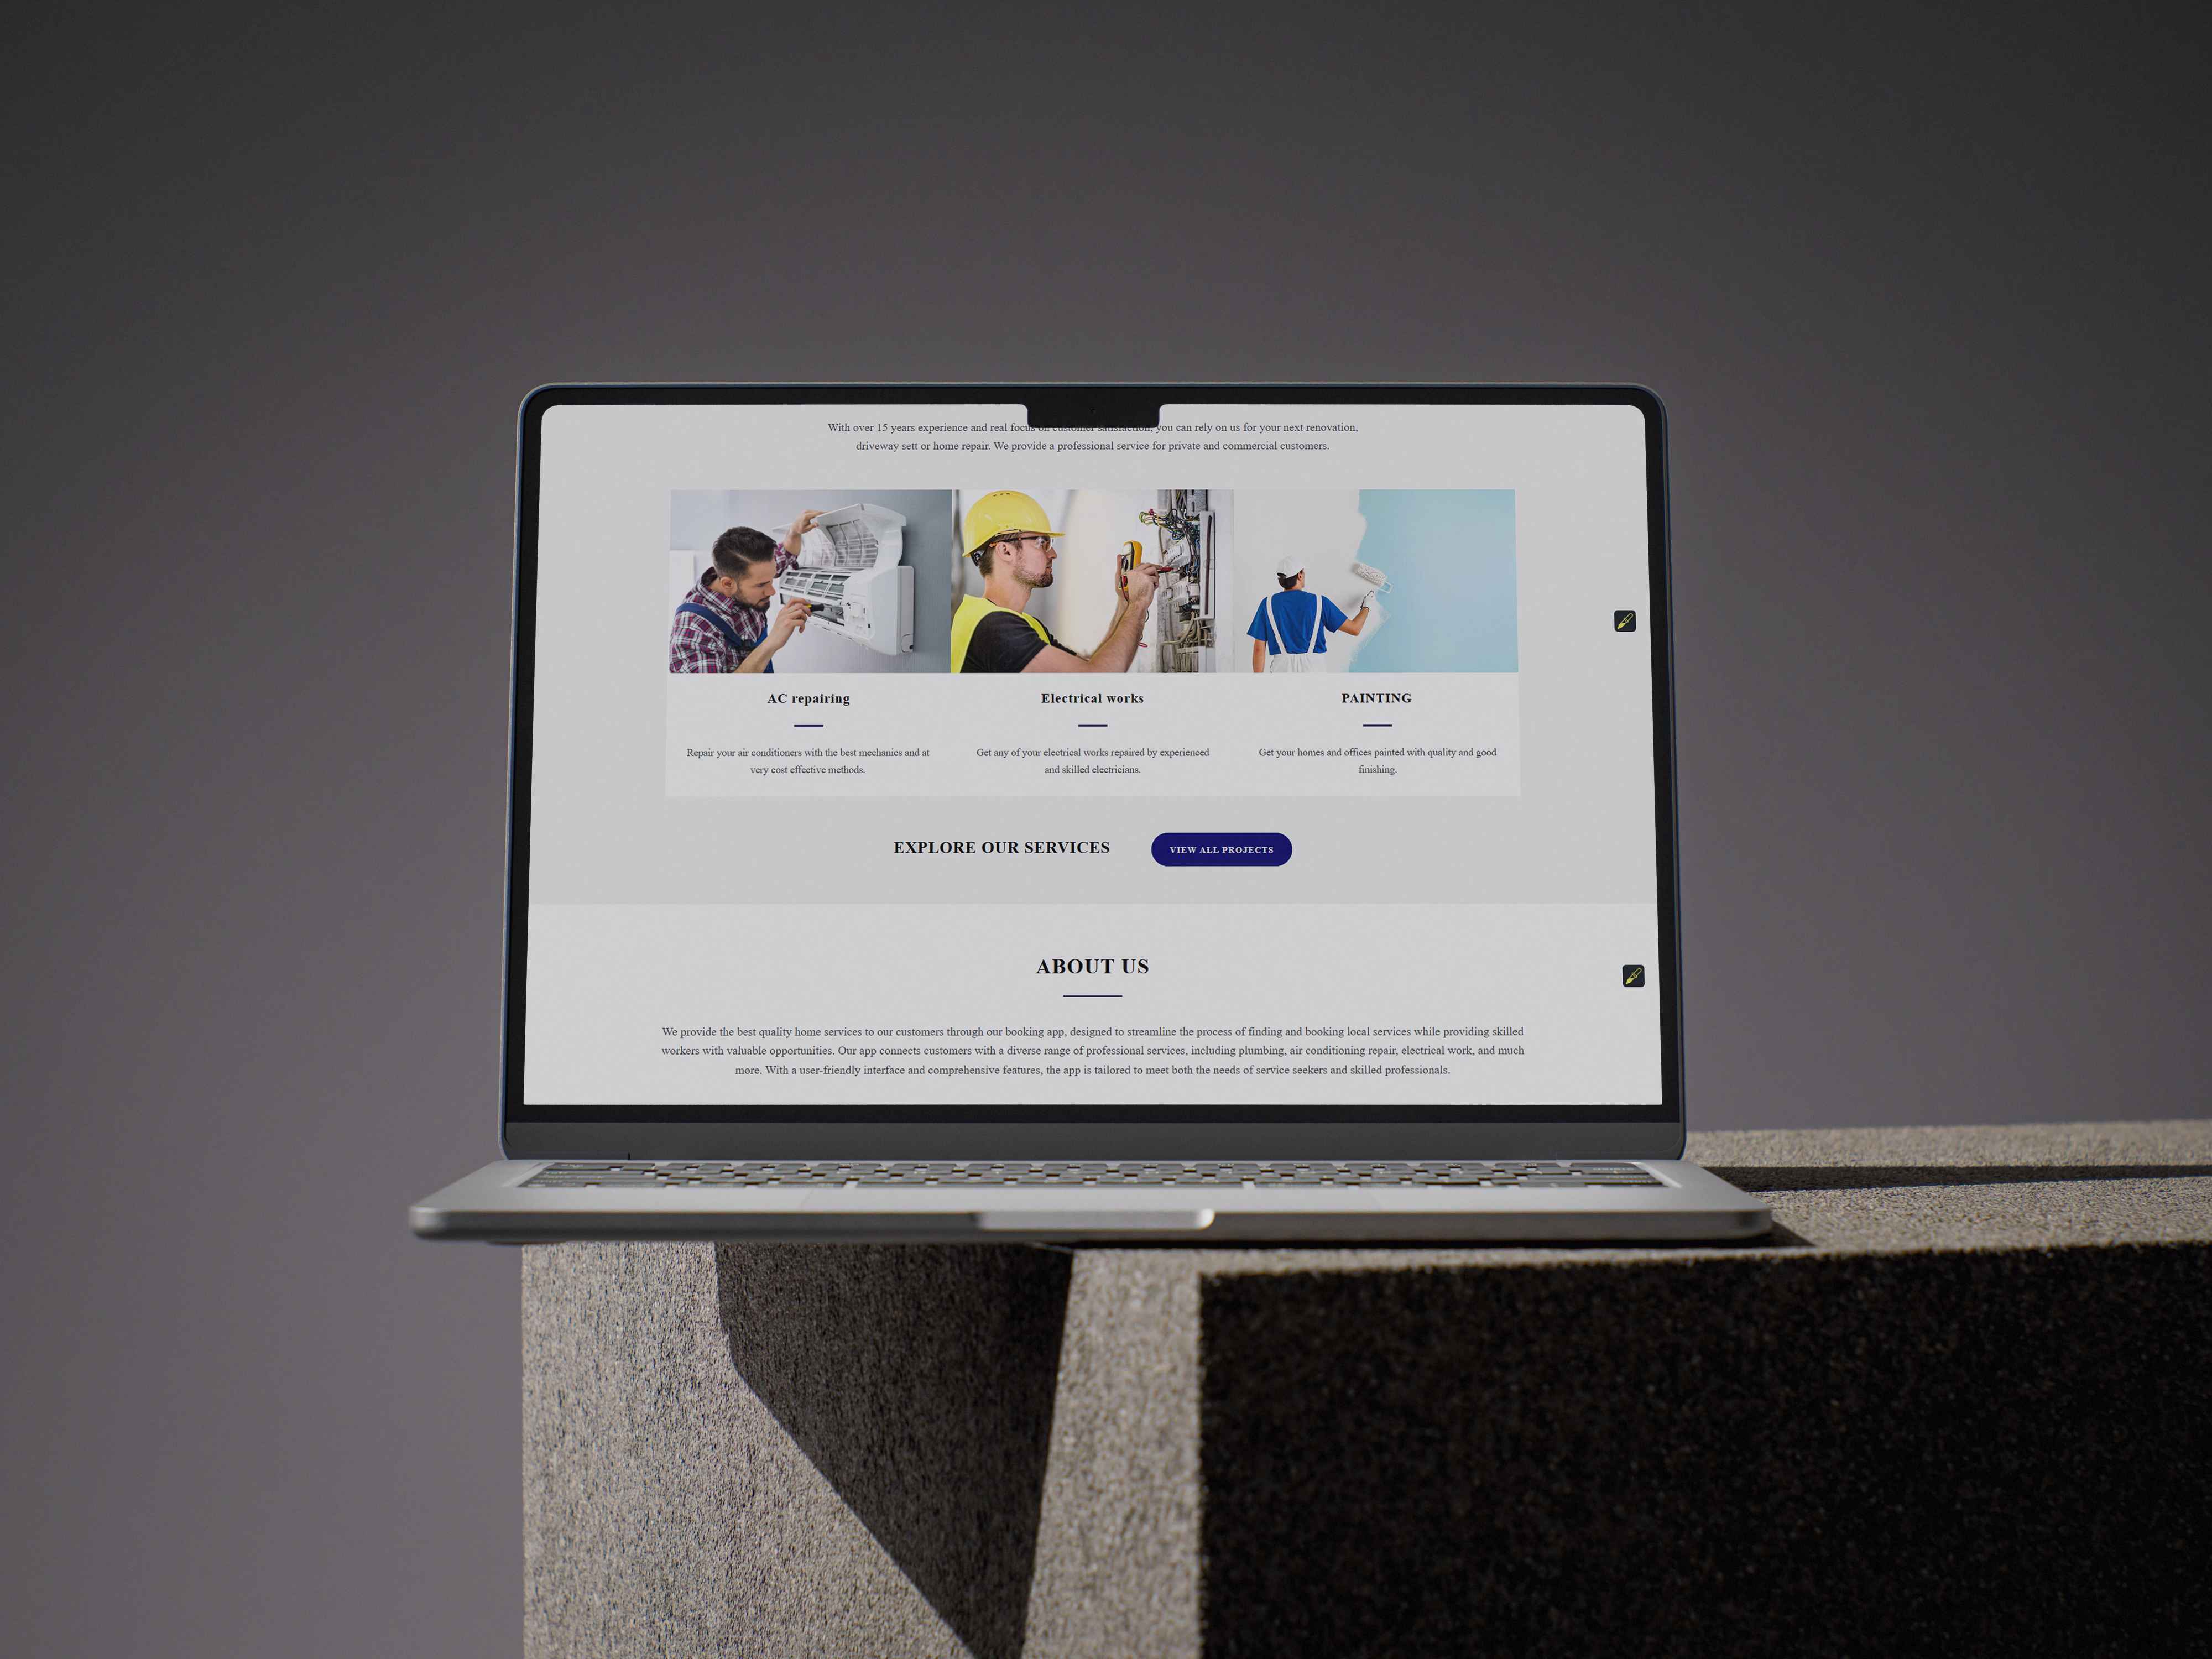 With over 15 years experience and real focus on customer satisfaction, you can rely on us for your next renovation,
driveway sett or home repair. We provide a professional service for private and commercial customers.
AC repairing
Electrical works
PAINTING
Repair your air conditioners with the best mechanics and at
very cost effective methods.
Get any of your electrical works repaired by experienced
and skilled electricians.
Get your homes and offices painted with quality and good
finishing.
EXPLORE OUR SERVICES
VIEW ALL PROJECTS
ABOUT US
We provide the best quality home services to our customers through our booking app, designed to streamline the process of finding and booking local services while providing skilled
workers with valuable opportunities. Our app connects customers with a diverse range of professional services, including plumbing, air conditioning repair, electrical work, and much
more. With a user-friendly interface and comprehensive features, the app is tailored to meet both the needs of service seekers and skilled professionals.